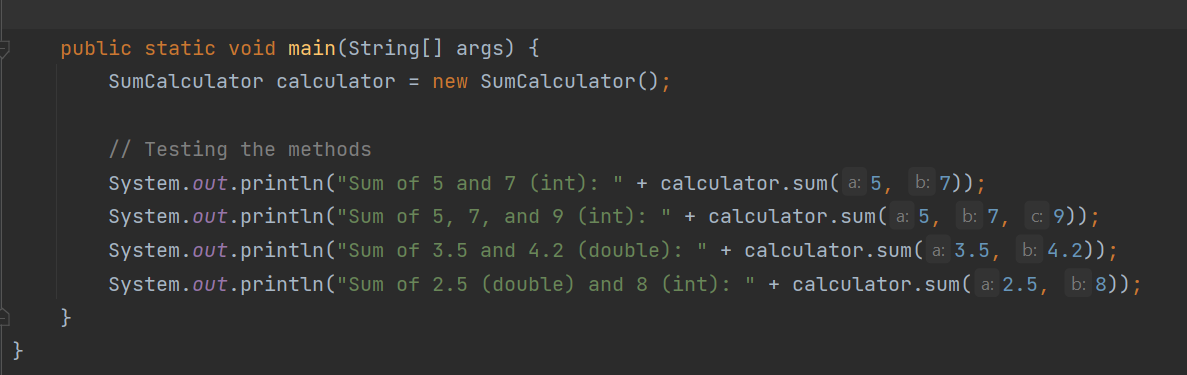 public static void main(String[] args) {
SumCalculator calculator = new SumCalculator();
// Testing the methods
System.out.println("Sum of 5 and 7 (int): " + calculator.sum( a: 5, b: 7));
System.out.println("Sum of 5, 7, and 9 (int): " + calculator.sum( a: 5, b: 7, c: 9));
System.out.println("Sum of 3.5 and 4.2 (double): " + calculator.sum( a: 3.5, b: 4.2));
System.out.println("Sum of 2.5 (double) and 8 (int): " + calculator.sum( a: 2.5, b: 8));
}
}